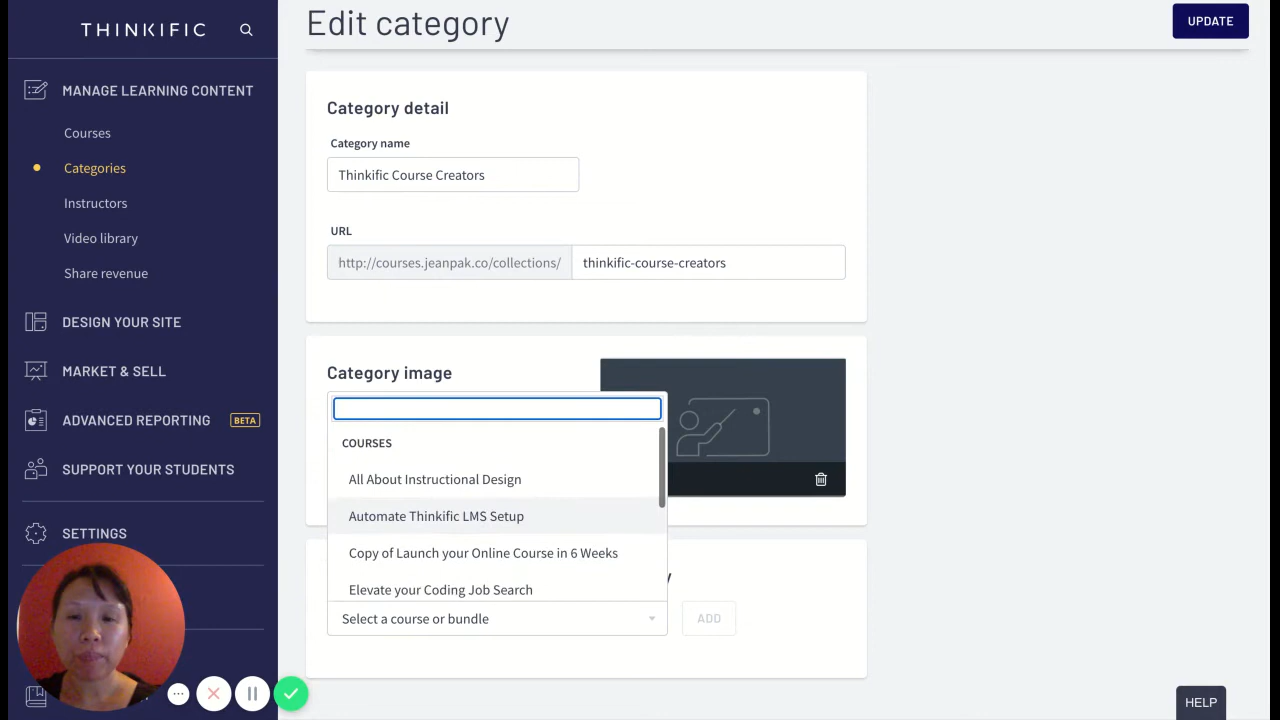 THINKIFIC
MANAGE LEARNING CONTENT
Courses
Categories
Instructors
Video library
Share revenue
DESIGN YOUR SITE
MARKET & SELL
ADVANCED REPORTING BETA
SUPPORT YOUR STUDENTS
SETTINGS
Edit category
UPDATE
Category detail
Category name
Thinkific Course Creators
URL
http://courses.jeanpak.co/collections/ thinkific-course-creators
Category image
COURSES
All About Instructional Design
Automate Thinkific LMS Setup
Copy of Launch your Online Course in 6 Weeks
Elevate your Coding Job Search
Select a course or bundle
ADD
HELP